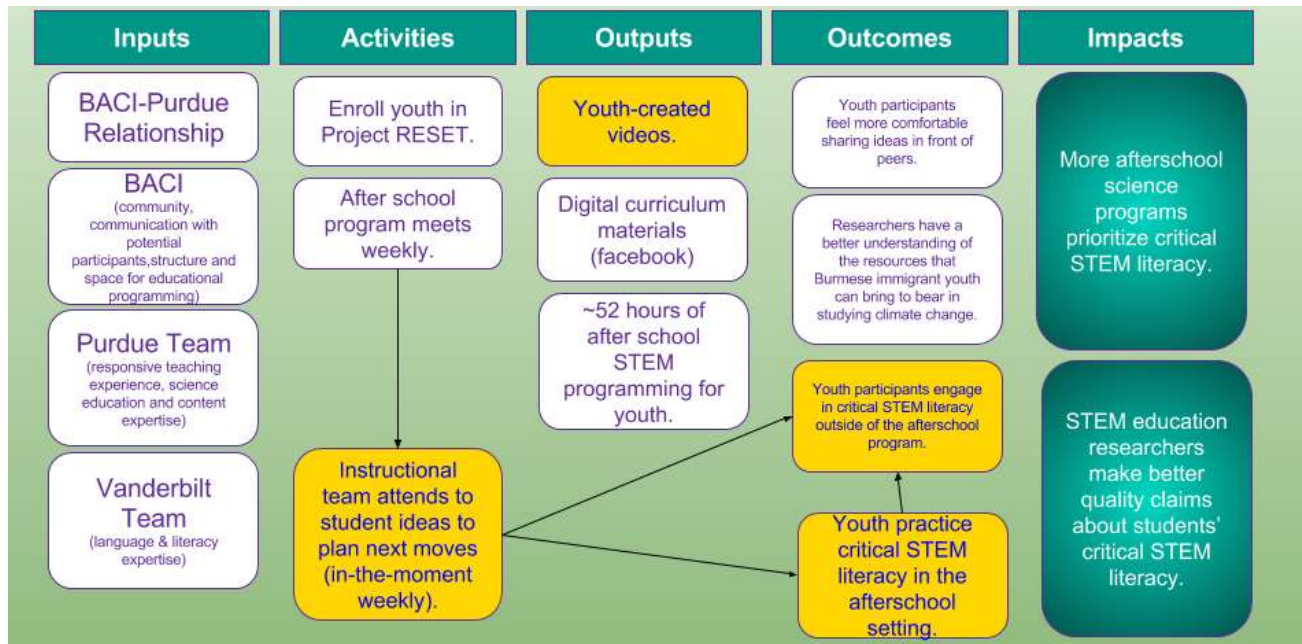 Inputs
BACI-Purdue
Relationship
BACI
(community,
communication with
potential
participants,structure and
space for educational
programming)
Purdue Team
(responsive teaching
experience, science
education and content
expertise)
Vanderbilt
Team
(language & literacy
expertise)
Activities
Enroll youth in
Project RESET.
After school
program meets
weekly.
Instructional
team attends to
student ideas to
plan next moves
(in-the-moment
weekly).
Outputs
Youth-created
videos.
Digital curriculum
materials
(facebook)
~52 hours of
after school
STEM
programming for
youth.
Outcomes
Youth participants
feel more comfortable
sharing ideas in front of
peers.
Researchers have a
better understanding of
the resources that
Burmese immigrant youth
can bring to bear in
studying climate change.
Youth participants engage
in critical STEM literacy
outside of the afterschool
program.
Youth practice
critical STEM
literacy in the
afterschool
setting.
Impacts
More afterschool
science
programs
prioritize critical
STEM literacy.
STEM education
researchers
make better
quality claims
about students'
critical STEM
literacy.